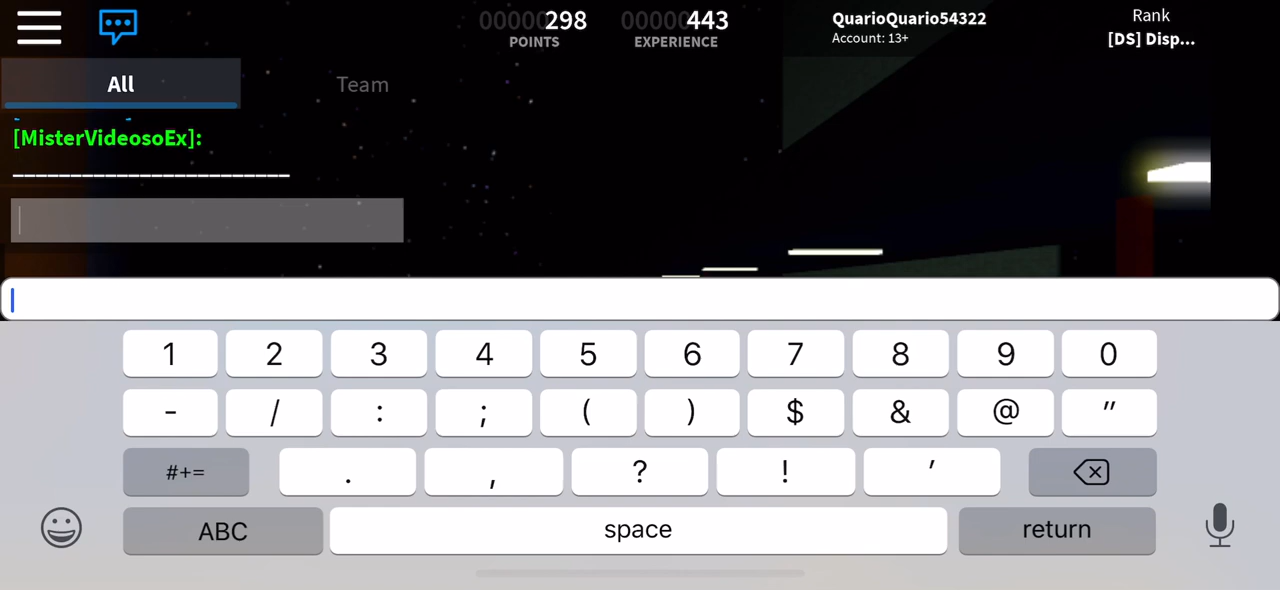 00000298
POINTS
00000443
EXPERIENCE
QuarioQuario54322
Account: 13+
Rank
[DS] Disp...
All
Team
[MisterVideosoEx]:
________________________
1 2 3 4 5 6 7 8 9 0
- / : ; ( ) $ & @ "
#+= . , ? ! '
ABC space return